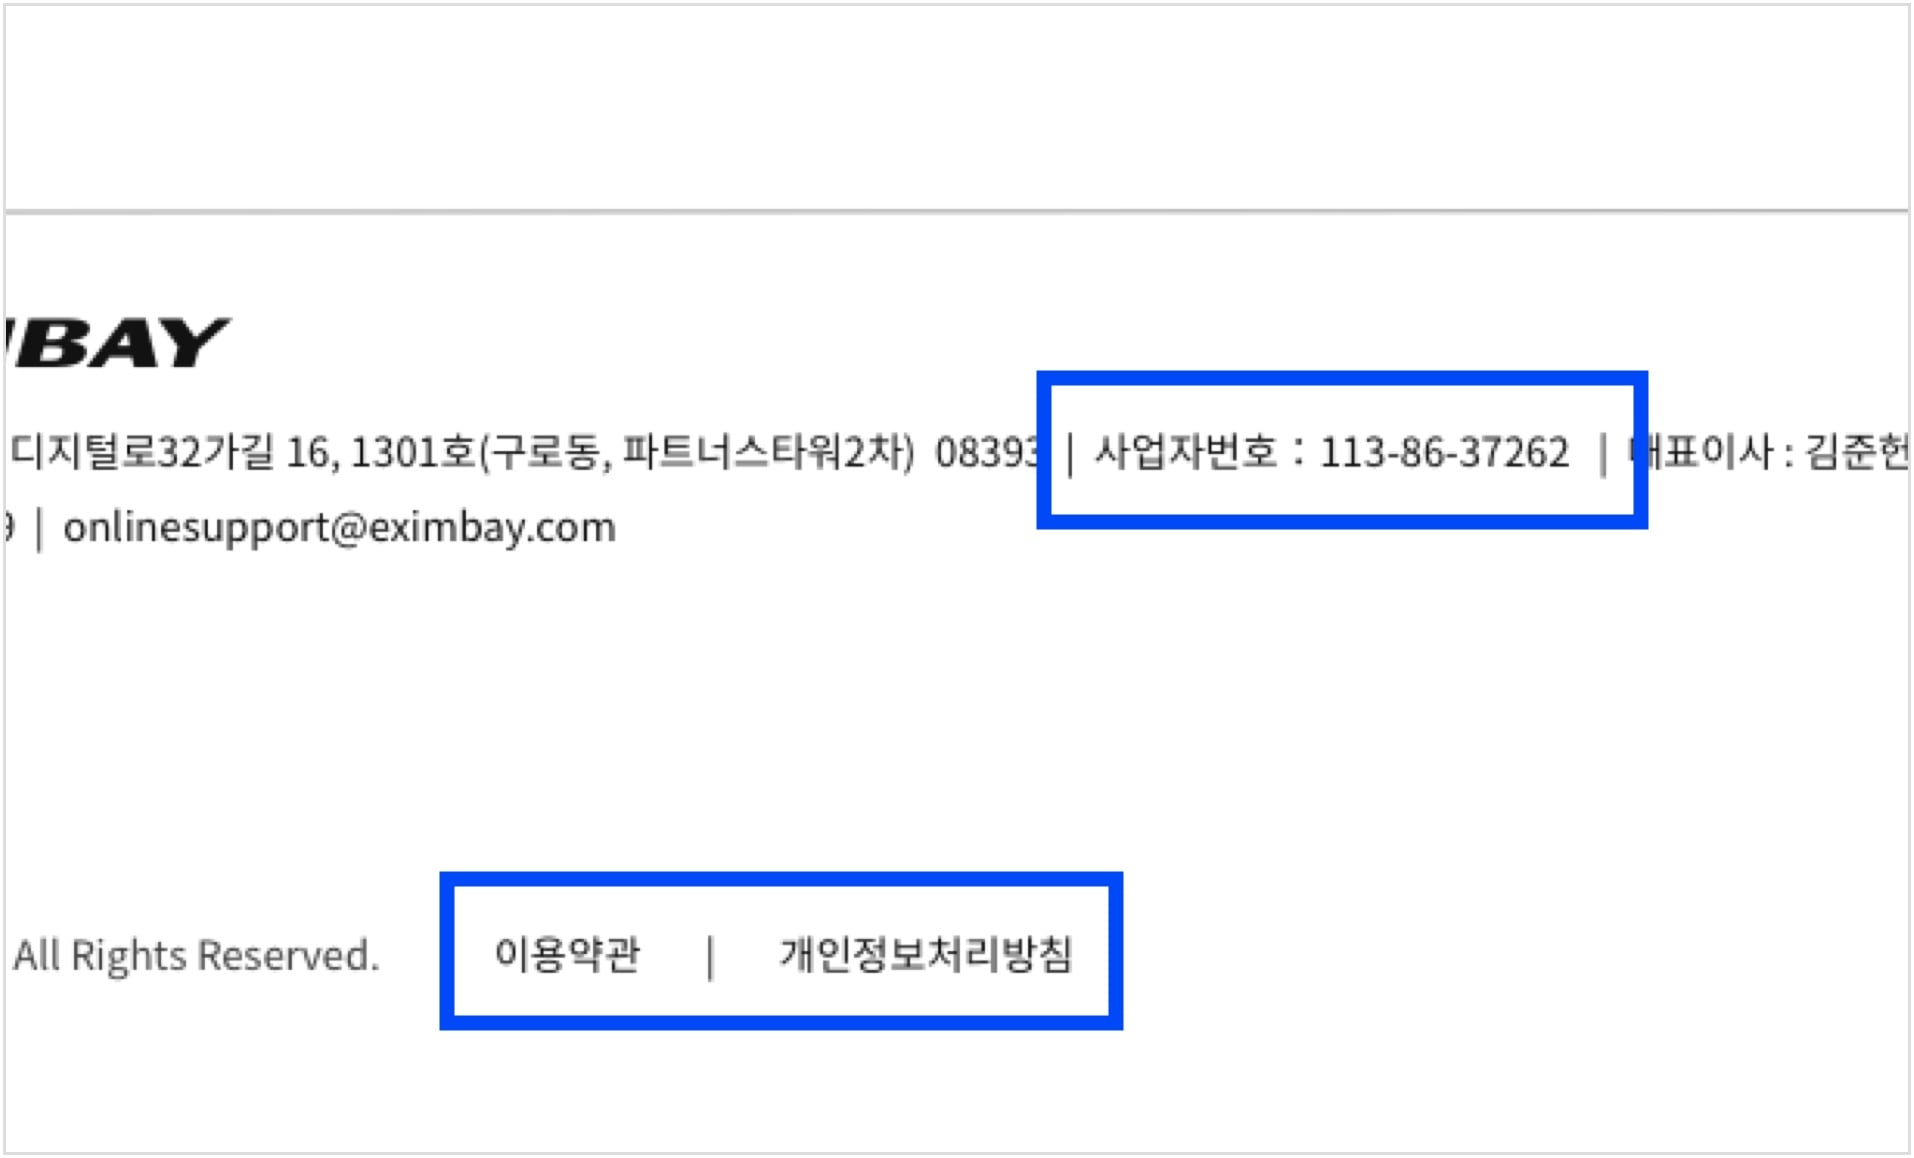 BAY
디지털로32가길 16, 1301호(구로동, 파트너스타워2차) 08393 | 사업자번호 : 113-86-37262 | 대표이사 : 김준헌
9 | onlinesupport@eximbay.com
All Rights Reserved. 이용약관 | 개인정보처리방침